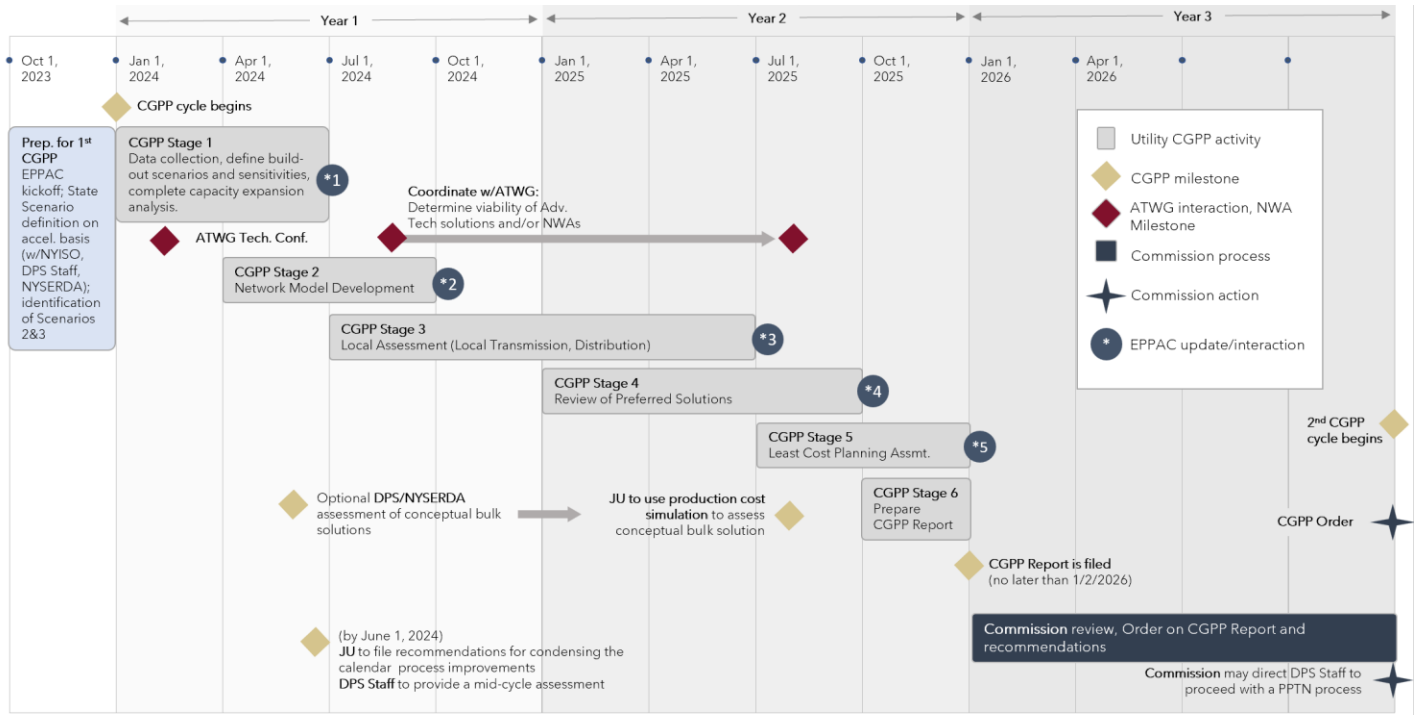 Year 1
Year 2
Year 3
Oct 1,
2023
Jan 1,
2024
Apr 1,
2024
Jul 1,
2024
Oct 1,
2024
Jan 1,
2025
Apr 1,
2025
Jul 1,
2025
Oct 1,
2025
Jan 1,
2026
Apr 1,
2026
CGPP cycle begins
Prep. for 1st
CGPP
EPPAC
kickoff; State
Scenario
definition on
accel. basis
(w/NYISO,
DPS Staff,
NYSERDA);
identification
of Scenarios
2&3
CGPP Stage 1
Data collection, define build-
out scenarios and sensitivities,
complete capacity expansion
analysis.
*1
Coordinate w/ATWG:
Determine viability of Adv.
Tech solutions and/or NWAs
ATWG Tech. Conf.
CGPP Stage 2
Network Model Development
*2
CGPP Stage 3
Local Assessment (Local Transmission, Distribution)
*3
CGPP Stage 4
Review of Preferred Solutions
*4
CGPP Stage 5
Least Cost Planning Assmt.
*5
CGPP Stage 6
Prepare
CGPP Report
Optional DPS/NYSERDA
assessment of conceptual bulk
solutions
JU to use production cost
simulation to assess
conceptual bulk solution
CGPP Report is filed
(no later than 1/2/2026)
(by June 1, 2024)
JU to file recommendations for condensing the
calendar process improvements
DPS Staff to provide a mid-cycle assessment
Utility CGPP activity
CGPP milestone
ATWG interaction, NWA
Milestone
Commission process
Commission action
*
EPPAC update/interaction
2nd CGPP
cycle begins
CGPP Order
Commission review, Order on CGPP Report and
recommendations
Commission may direct DPS Staff to
proceed with a PPTN process